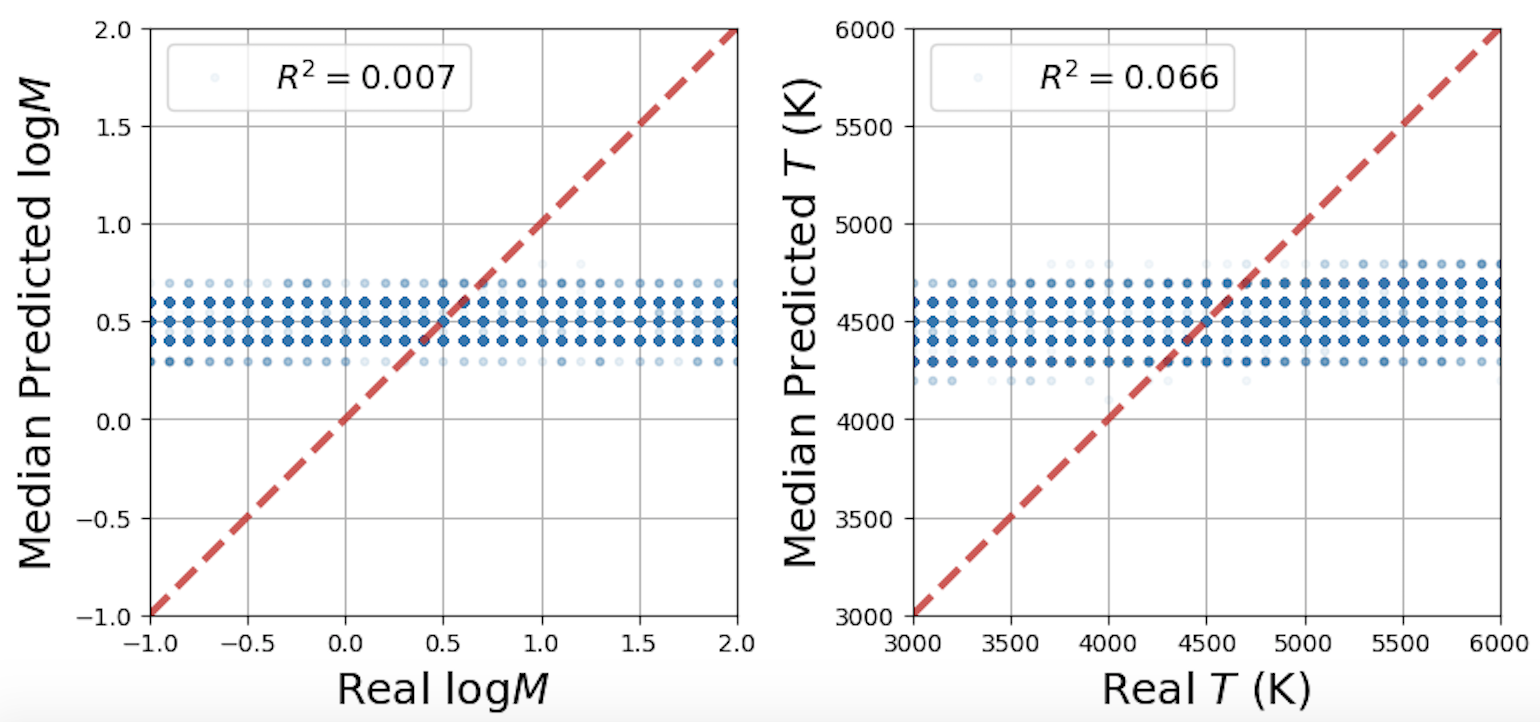 R² = 0.007
Median Predicted logM
2.0
1.5
1.0
0.5
0.0
−0.5
−1.0
−1.0 −0.5 0.0 0.5 1.0 1.5 2.0
Real logM
R² = 0.066
Median Predicted T (K)
6000
5500
5000
4500
4000
3500
3000
3000 3500 4000 4500 5000 5500 6000
Real T (K)